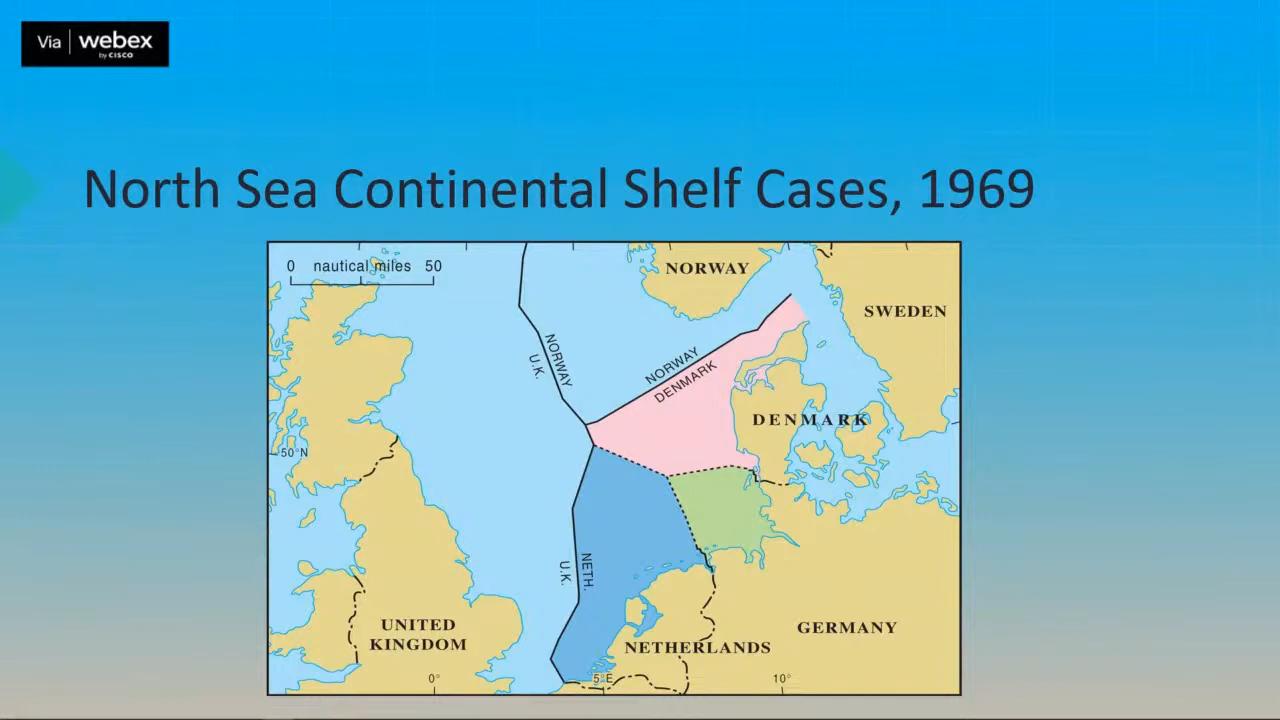 Via webex
by CISCO
North Sea Continental Shelf Cases, 1969
0 nautical miles 50
NORWAY
SWEDEN
NORWAY
U.K.
NORWAY
DENMARK
DENMARK
50°N
NETH.
U.K.
UNITED
KINGDOM
GERMANY
NETHERLANDS
0°
5°E
10°